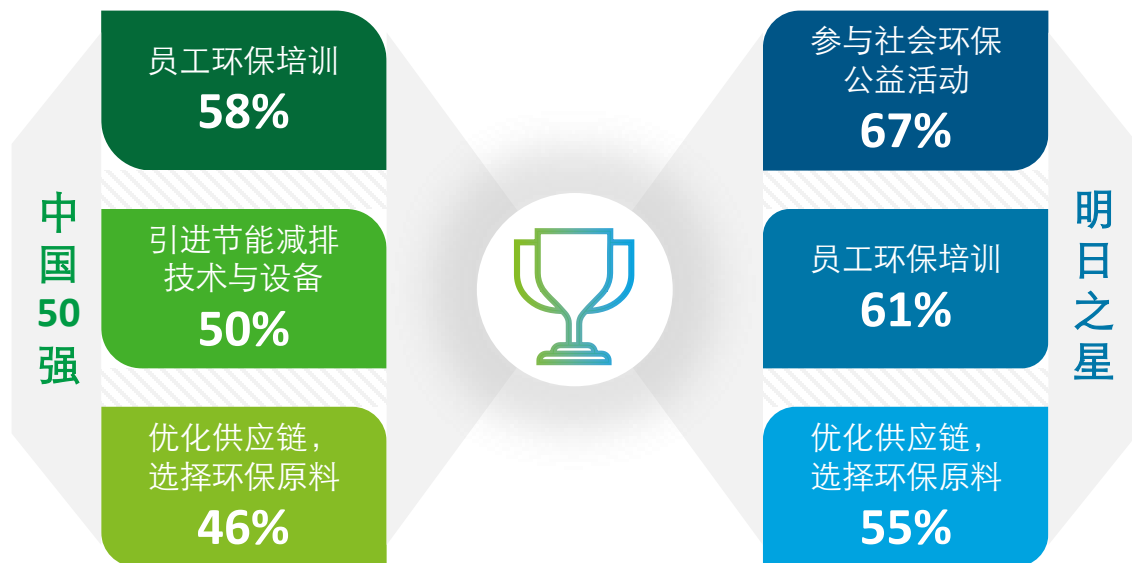 中
国
50
强
员工环保培训
58%
引进节能减排
技术与设备
50%
优化供应链，
选择环保原料
46%
参与社会环保
公益活动
67%
员工环保培训
61%
优化供应链，
选择环保原料
55%
明
日
之
星